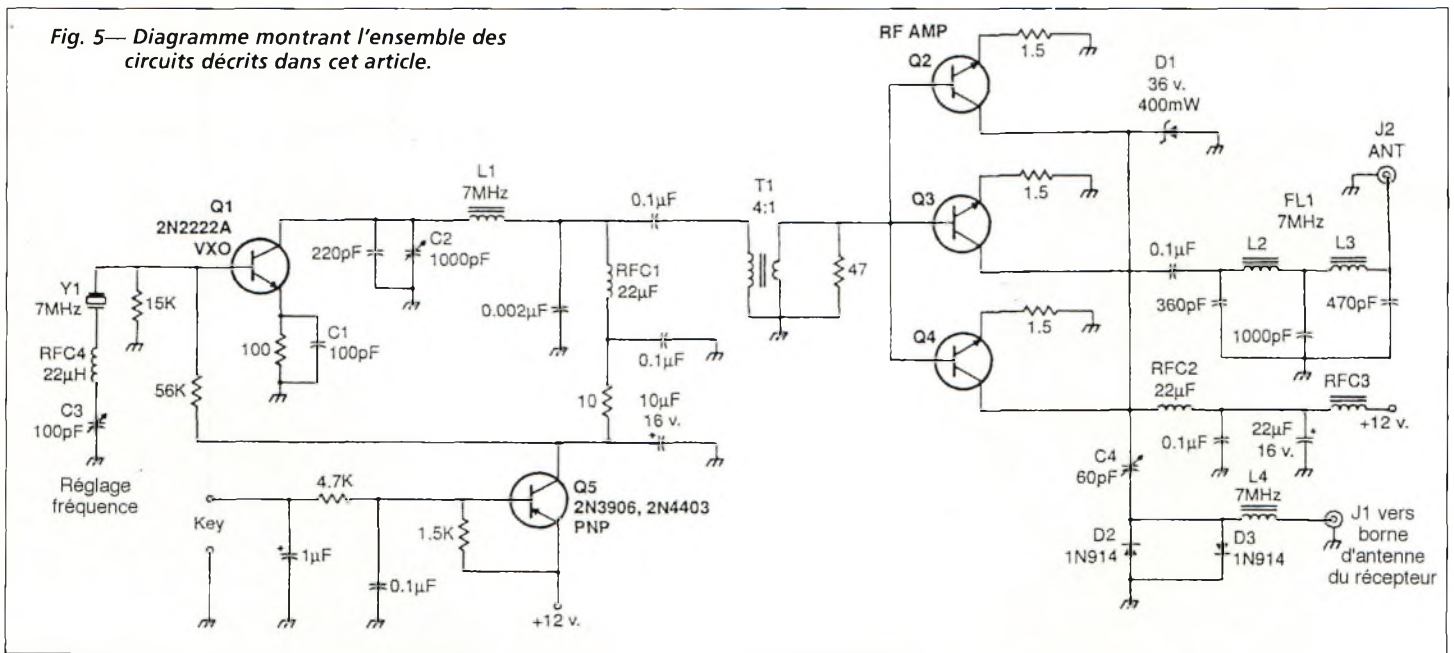 Fig. 5— Diagramme montrant l'ensemble des
circuits décrits dans cet article.
RF AMP
Q2
1.5
D1
36 v.
400mW
J2
ANT
Q1
2N2222A
VXO
L1
7MHz
0.1µF
T1
4:1
Q3
1.5
FL1
7MHz
L2
L3
0.1µF
220pF
C2
1000pF
RFC1
22µF
47
Y1
7MHz
15K
0.002µF
360pF
470pF
1000pF
100
C1
100pF
0.1µF
Q4
1.5
RFC4
22µH
56K
10
10µF
16 v.
RFC2
22µF
RFC3
+12 v.
C3
100pF
0.1µF
22µF
16 v.
Réglage
fréquence
4.7K
Q5
2N3906, 2N4403
PNP
C4
60pF
L4
7MHz
Key
1.5K
1µF
0.1µF
+12 v.
D2
1N914
D3
1N914
J1 vers
borne
d'antenne
du récepteur